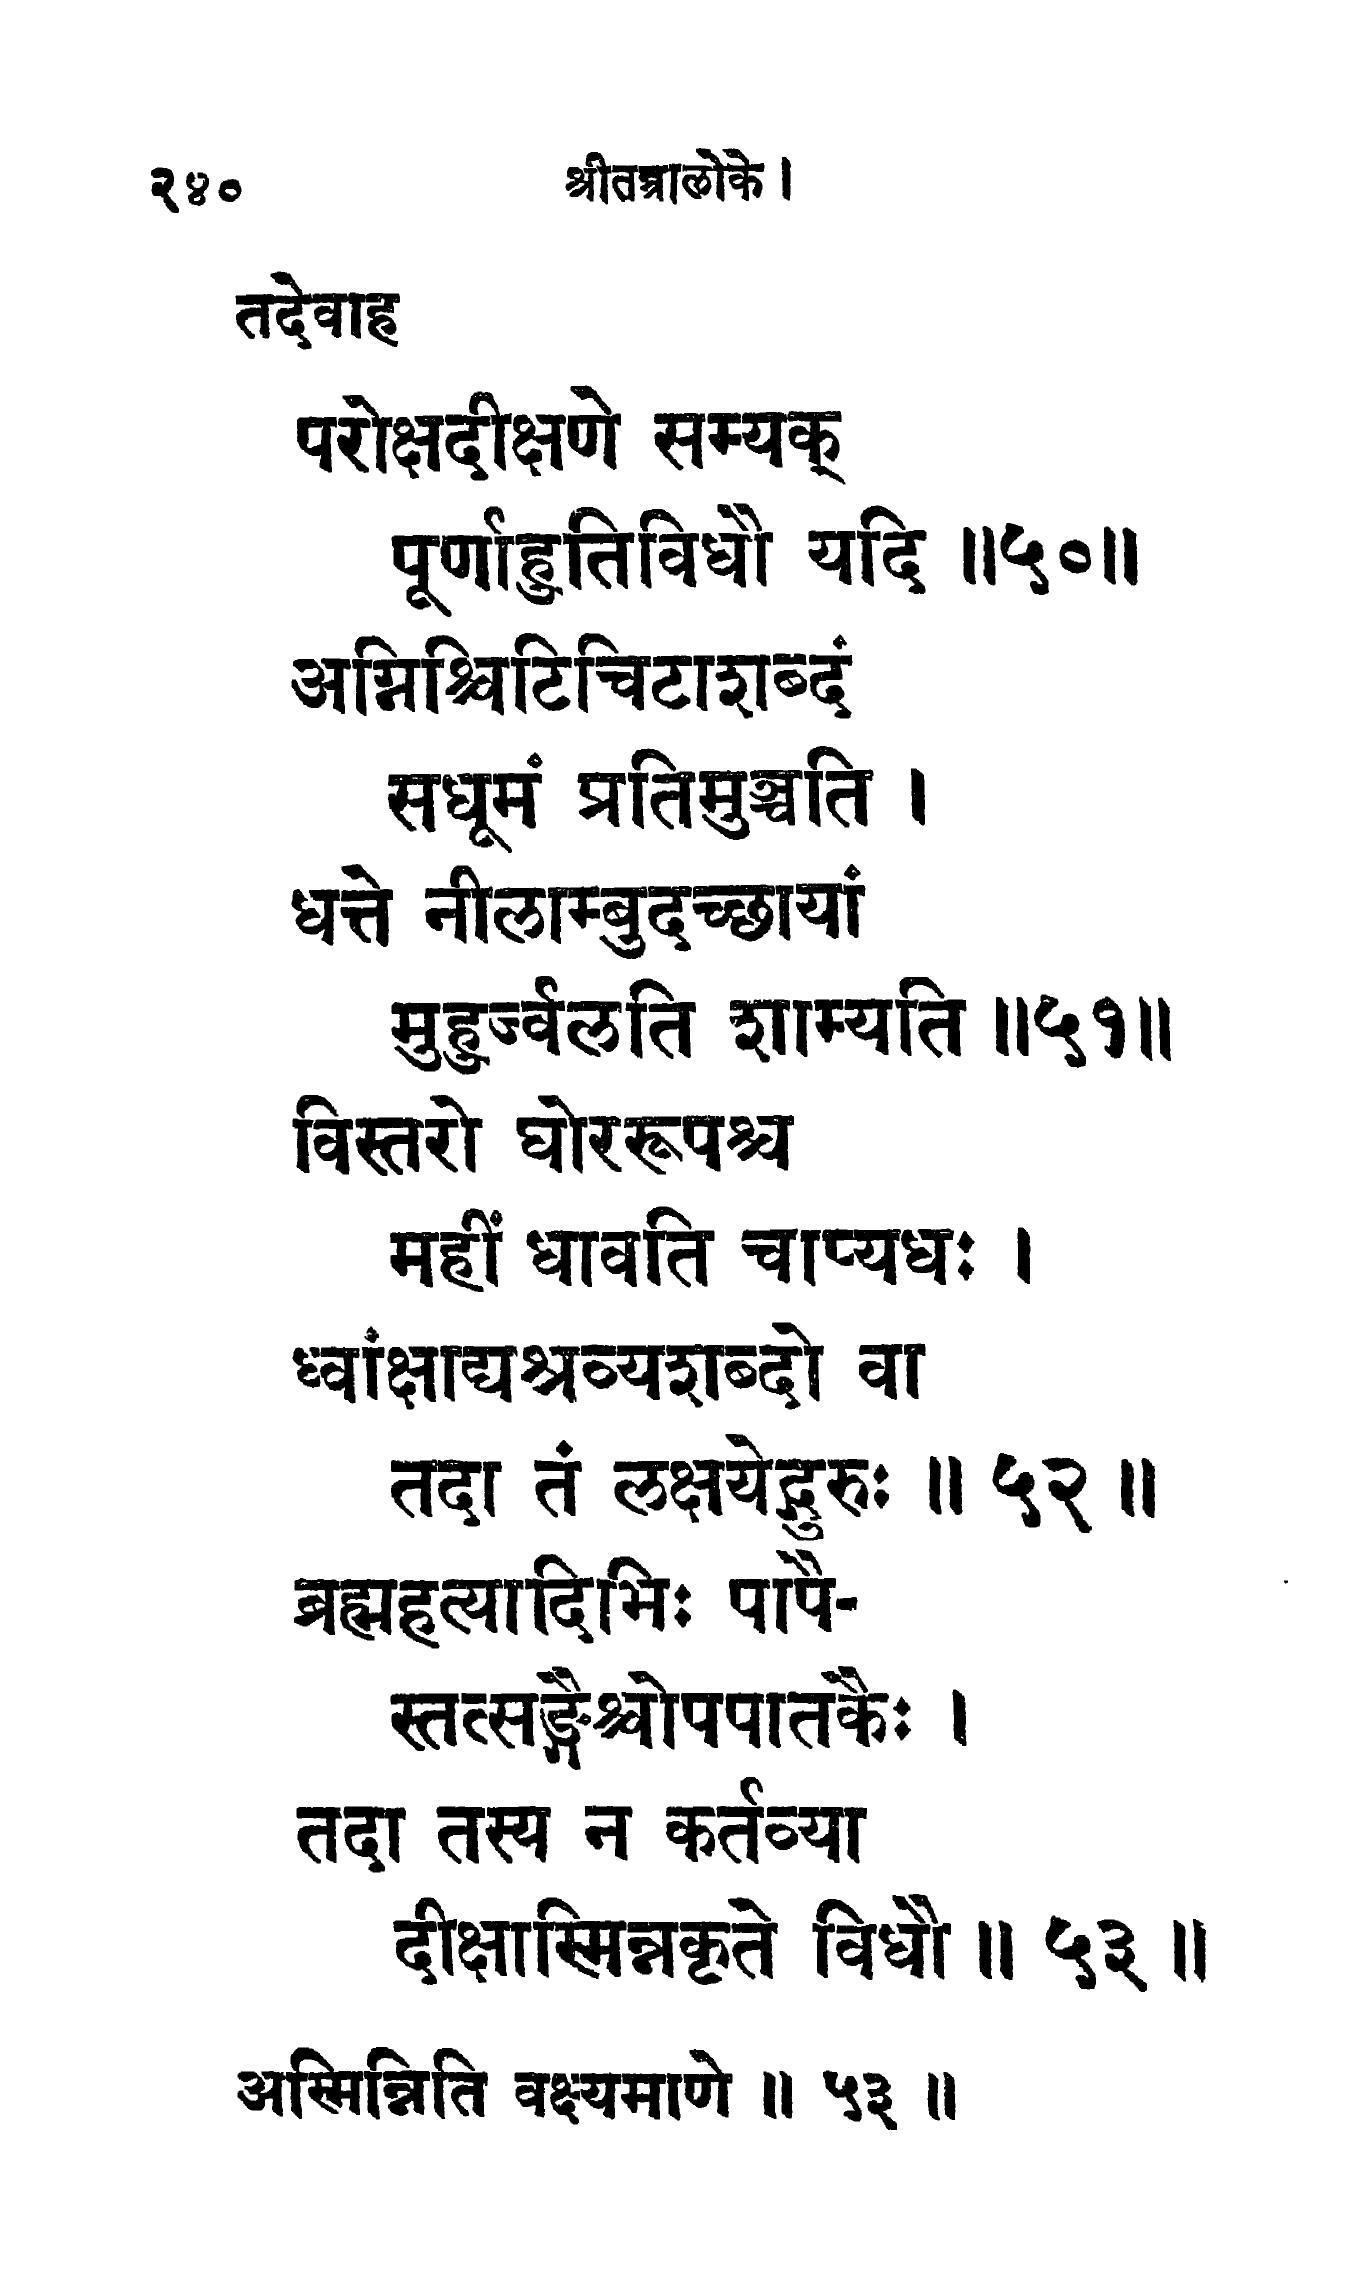 २४० श्रीतन्त्रालोके ।
तदेवाह
परोक्षदीक्षणे सम्यक्
पूर्णाहुतिविधौ यदि ॥५०॥
अग्निश्चिटिचिटाशब्दं
सधूमं प्रतिमुञ्चति ।
धत्ते नीलाम्बुदच्छायां
मुहुर्ज्वलति शाम्यति ॥५१॥
विस्तरो घोररूपश्च
महीं धावति चाप्यधः ।
ध्वांक्षाद्यश्रव्यशब्दो वा
तदा तं लक्षयेद्गुरुः ॥ ५२ ॥
ब्रह्महत्यादिभिः पापै-
स्तत्सङ्गैश्चोपपातकैः ।
तदा तस्य न कर्तव्या
दीक्षास्मिन्नकृते विधौ ॥ ५३ ॥
अस्मिन्निति वक्ष्यमाणे ॥ ५३ ॥